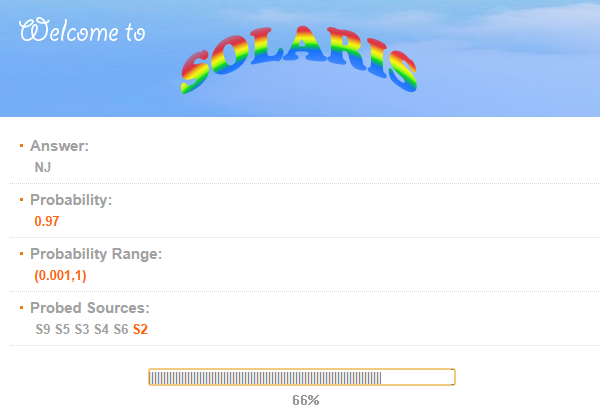 Welcome to SOLARIS
Answer:
NJ
Probability:
0.97
Probability Range:
(0.001,1)
Probed Sources:
S9 S5 S3 S4 S6 S2
66%